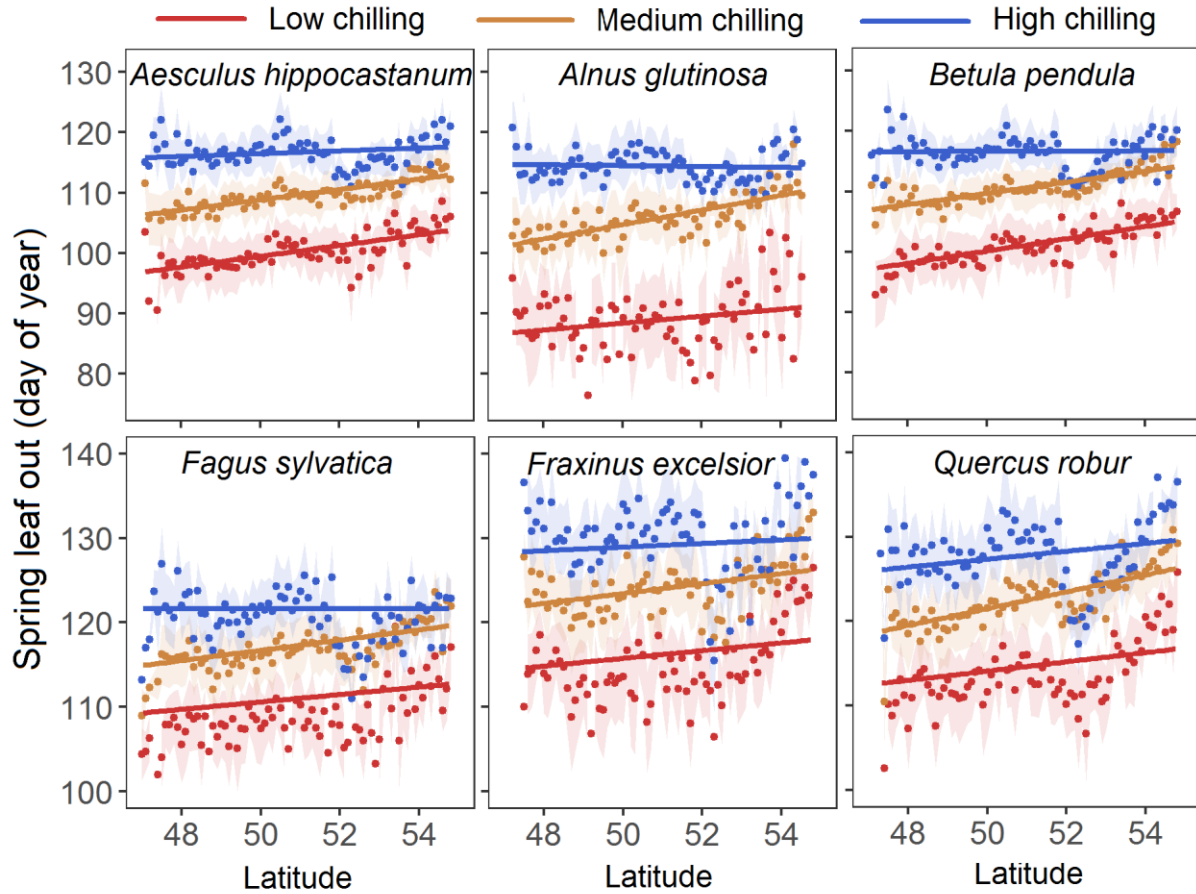 Low chilling Medium chilling High chilling
Aesculus hippocastanum Alnus glutinosa Betula pendula
130
120
110
100
90
80
Fagus sylvatica Fraxinus excelsior Quercus robur
140
130
120
110
100
Spring leaf out (day of year)
48 50 52 54 48 50 52 54 48 50 52 54
Latitude Latitude Latitude